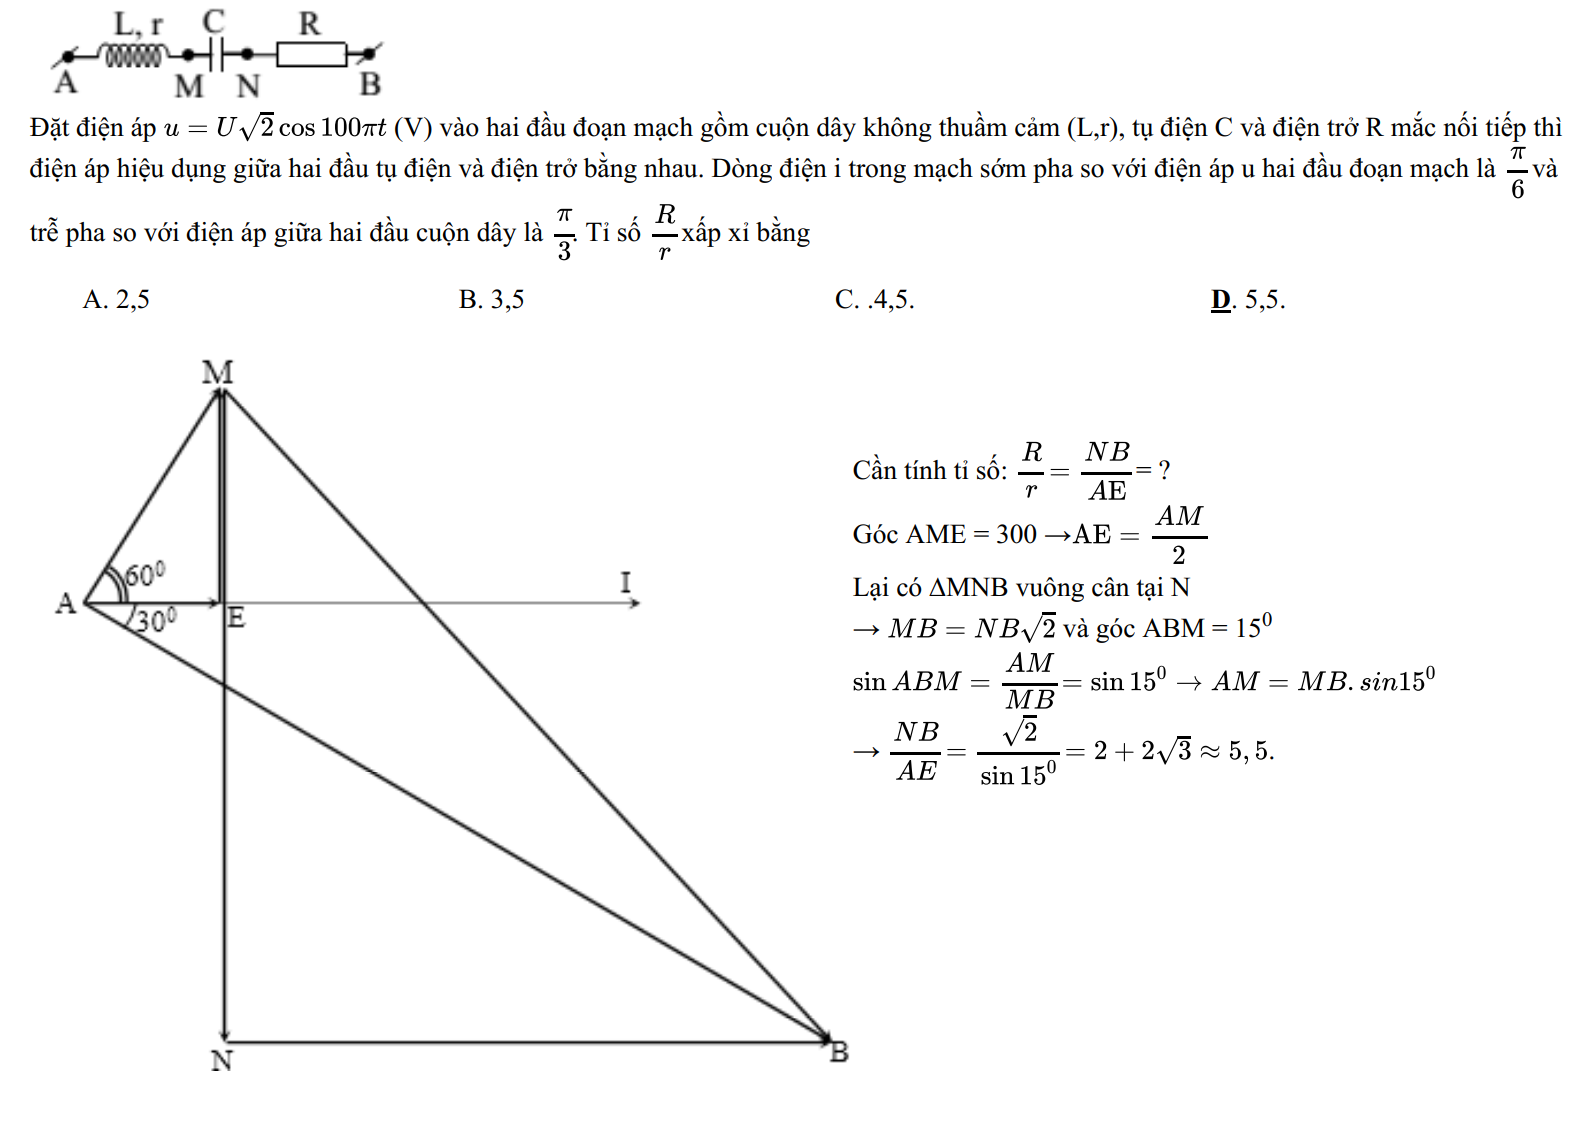 L, r C R
A M N B
Đặt điện áp u = U√2 cos 100πt (V) vào hai đầu đoạn mạch gồm cuộn dây không thuầm cảm (L,r), tụ điện C và điện trở R mắc nối tiếp thì
điện áp hiệu dụng giữa hai đầu tụ điện và điện trở bằng nhau. Dòng điện i trong mạch sớm pha so với điện áp u hai đầu đoạn mạch là π/6 và
trễ pha so với điện áp giữa hai đầu cuộn dây là π/3. Tỉ số R/r xấp xỉ bằng
A. 2,5 B. 3,5 C. .4,5. D. 5,5.
M
60⁰
A I
30⁰ E
N B
Cần tính tỉ số: R/r = NB/AE = ?
Góc AME = 300 →AE = AM/2
Lại có ΔMNB vuông cân tại N
→ MB = NB√2 và góc ABM = 15⁰
sin ABM = AM/MB = sin 15⁰ → AM = MB. sin15⁰
→ NB/AE = √2/sin 15⁰ = 2 + 2√3 ≈ 5, 5.